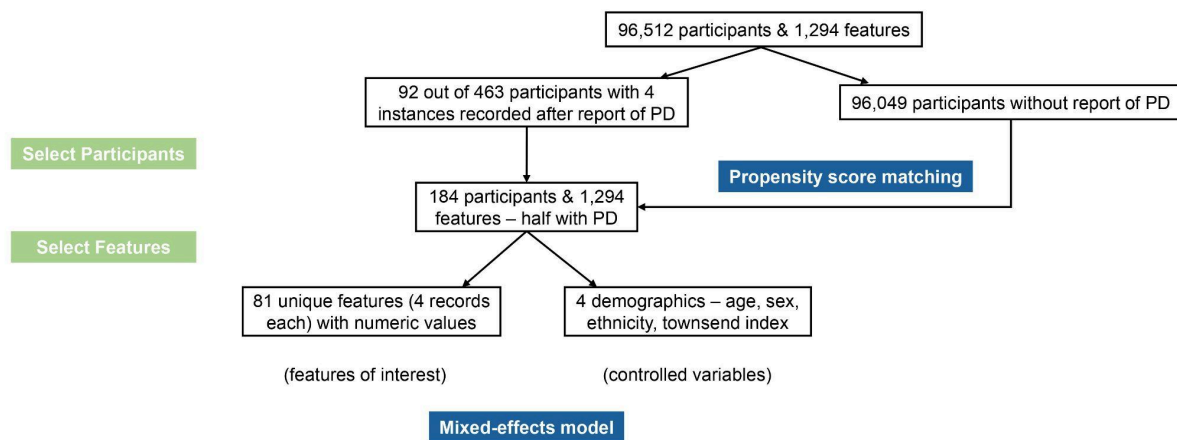 96,512 participants & 1,294 features
92 out of 463 participants with 4
instances recorded after report of PD
96,049 participants without report of PD
Select Participants
Propensity score matching
184 participants & 1,294
features – half with PD
Select Features
81 unique features (4 records
each) with numeric values
4 demographics – age, sex,
ethnicity, townsend index
(features of interest)
(controlled variables)
Mixed-effects model